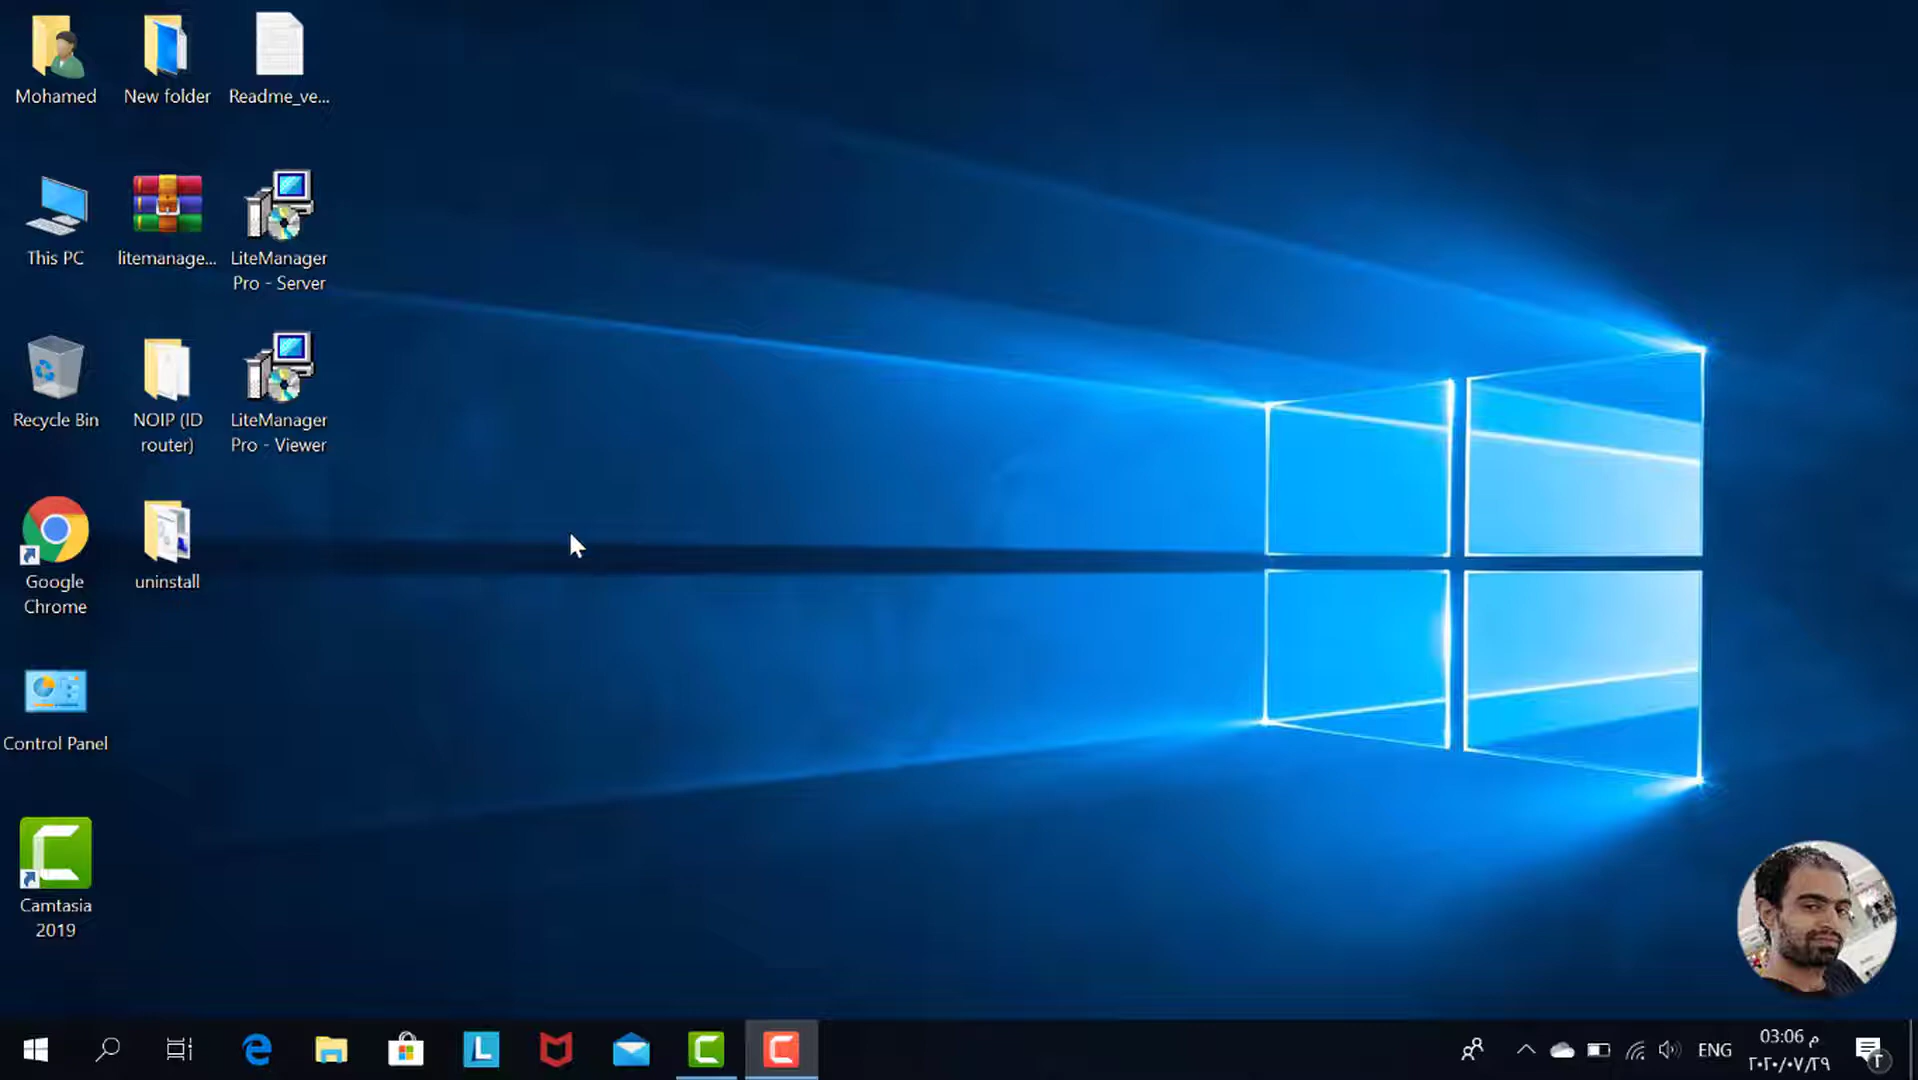 Mohamed
New folder
Readme_ve...
This PC
litemanage...
LiteManager
Pro - Server
Recycle Bin
NOIP (ID
router)
LiteManager
Pro - Viewer
Google
Chrome
uninstall
Control Panel
Camtasia
2019
ENG
03:06 م
٢٠٢٠/٠٧/٢٩
٢